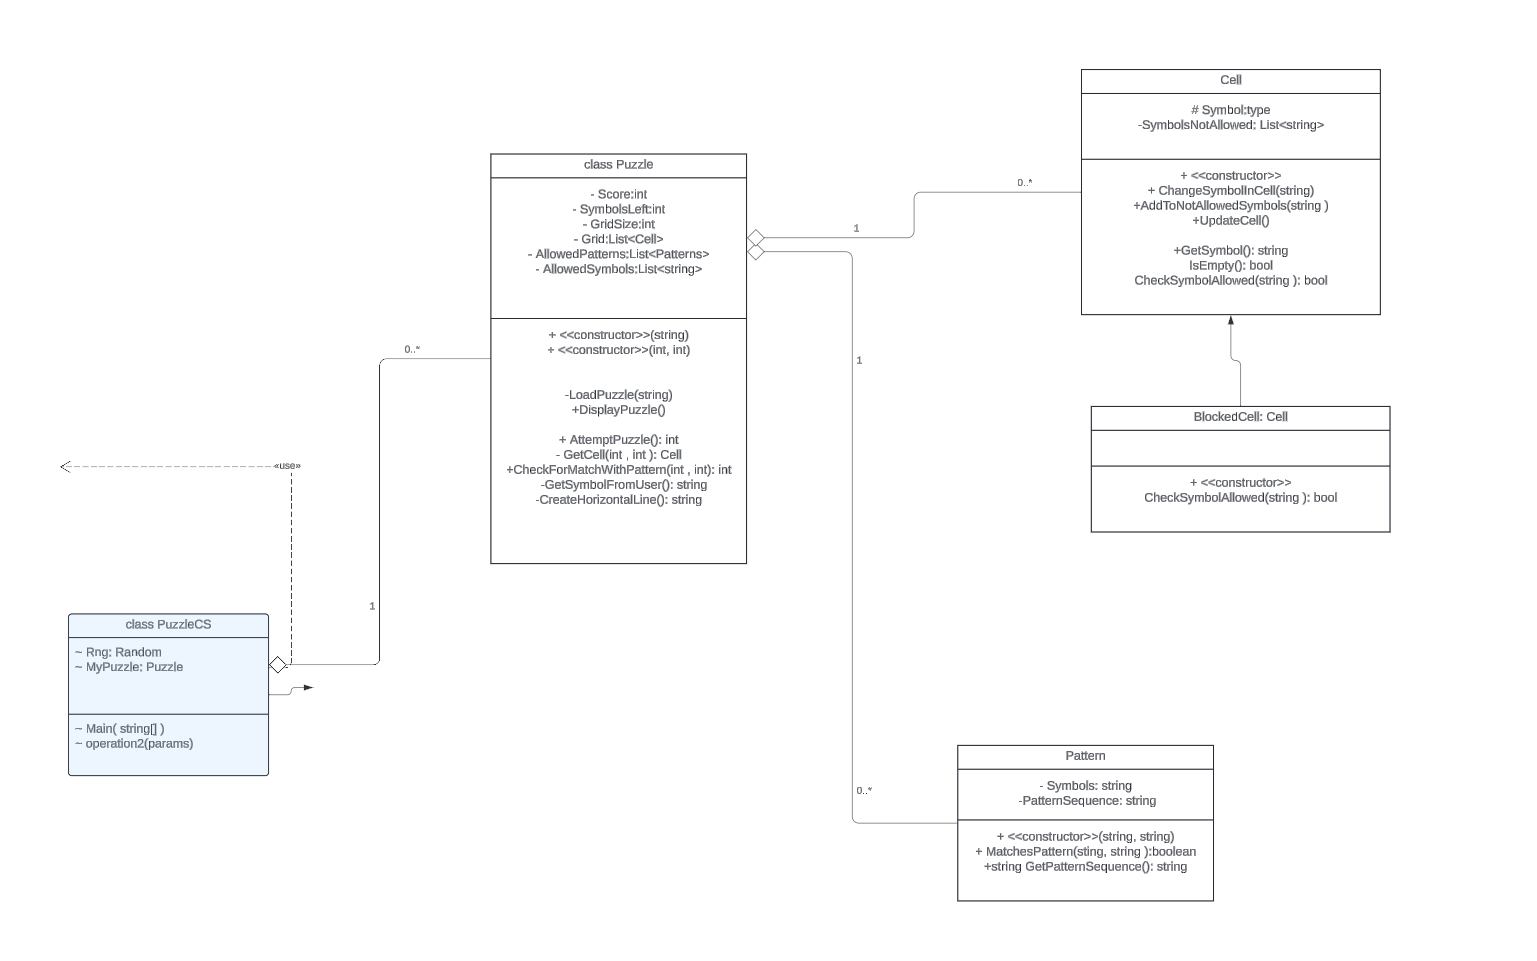 Cell
# Symbol:type
-SymbolsNotAllowed: List<string>
+ <<constructor>>
+ ChangeSymbolInCell(string)
+AddToNotAllowedSymbols(string )
+UpdateCell()
+GetSymbol(): string
IsEmpty(): bool
CheckSymbolAllowed(string ): bool
class Puzzle
- Score:int
- SymbolsLeft:int
- GridSize:int
- Grid:List<Cell>
- AllowedPatterns:List<Patterns>
- AllowedSymbols:List<string>
+ <<constructor>>(string)
+ <<constructor>>(int, int)
-LoadPuzzle(string)
+DisplayPuzzle()
+ AttemptPuzzle(): int
- GetCell(int , int ): Cell
+CheckForMatchWithPattern(int , int): int
-GetSymbolFromUser(): string
-CreateHorizontalLine(): string
0..*
1
1
0..*
BlockedCell: Cell
+ <<constructor>>
CheckSymbolAllowed(string ): bool
«use»
1
class PuzzleCS
~ Rng: Random
~ MyPuzzle: Puzzle
~ Main( string[] )
~ operation2(params)
0..*
Pattern
- Symbols: string
-PatternSequence: string
+ <<constructor>>(string, string)
+ MatchesPattern(sting, string ):boolean
+string GetPatternSequence(): string